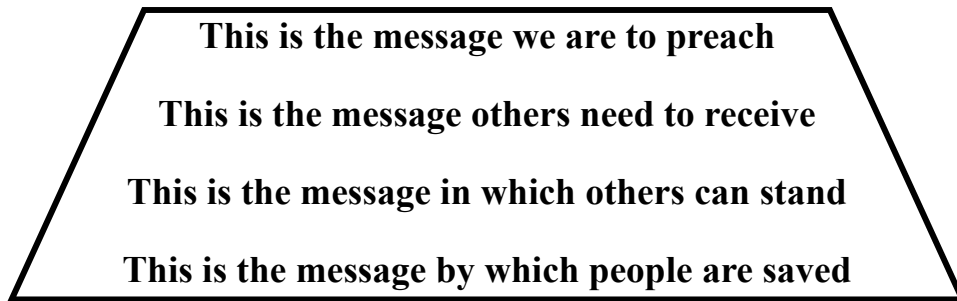 This is the message we are to preach
This is the message others need to receive
This is the message in which others can stand
This is the message by which people are saved